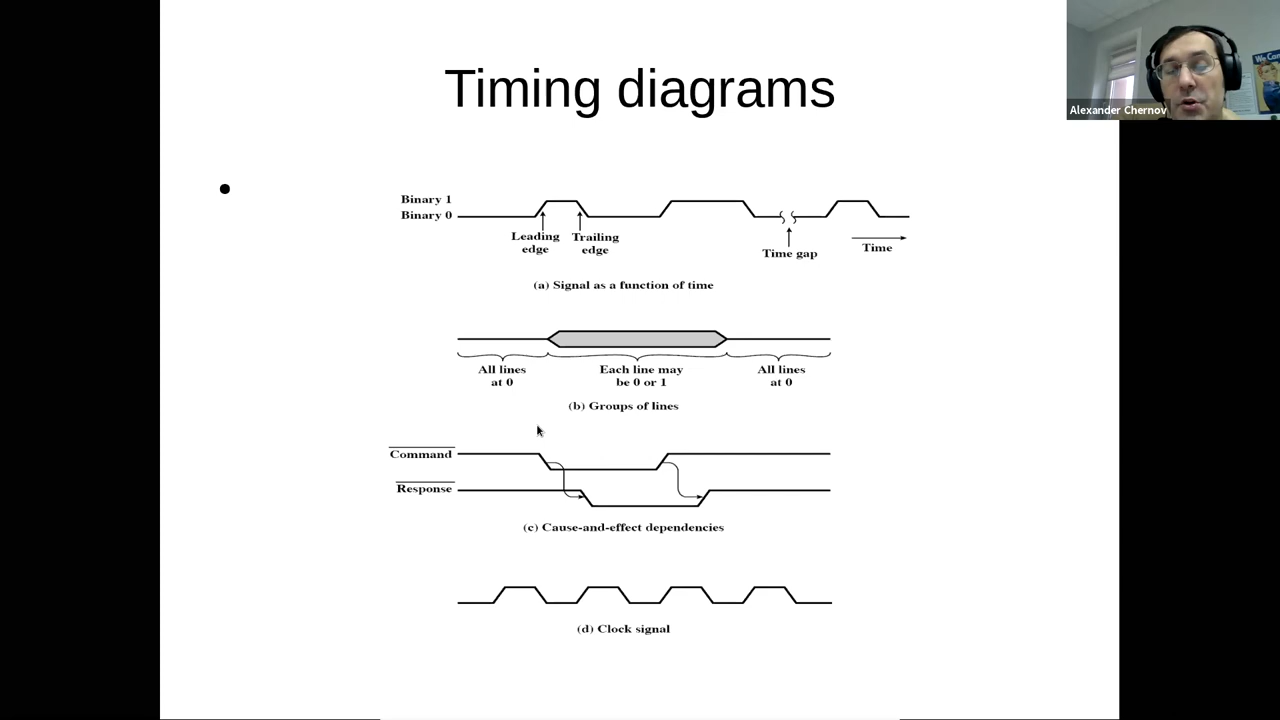 Timing diagrams
We Can
Alexander Chernov
•
Binary 1
Binary 0
Leading
edge
Trailing
edge
Time gap
Time
(a) Signal as a function of time
All lines
at 0
Each line may
be 0 or 1
All lines
at 0
(b) Groups of lines
Command
Response
(c) Cause-and-effect dependencies
(d) Clock signal